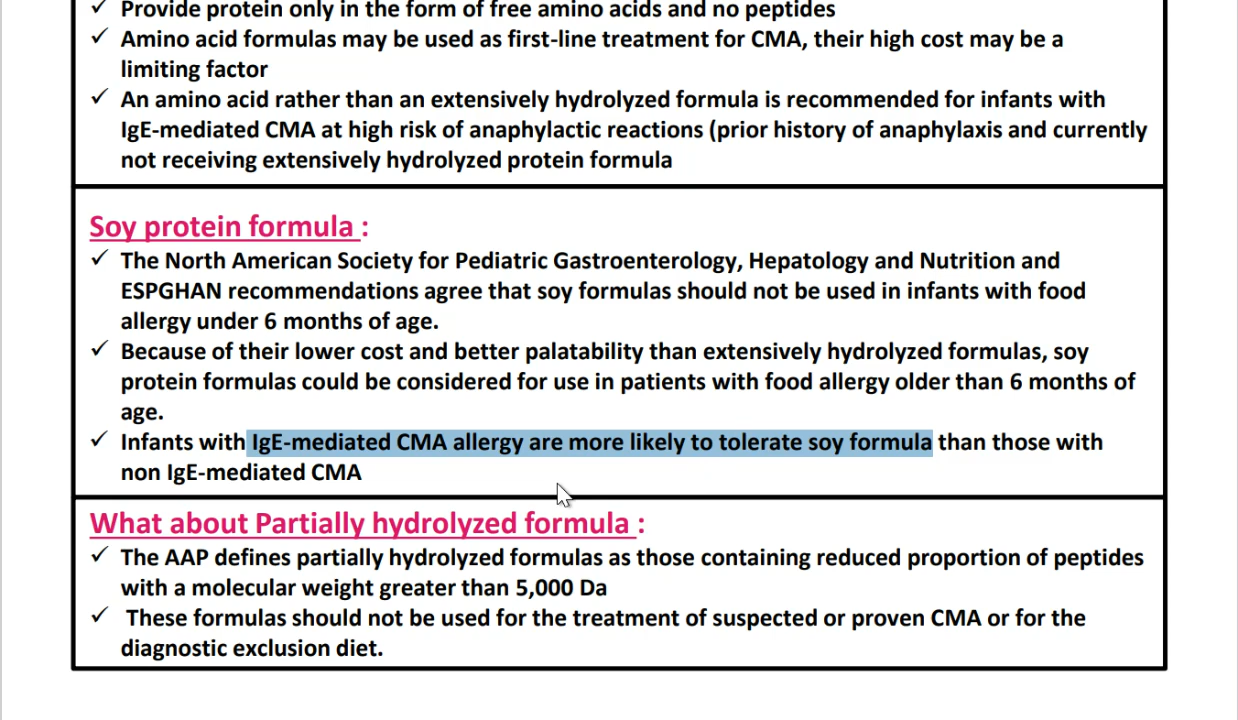 ✓ Provide protein only in the form of free amino acids and no peptides
✓ Amino acid formulas may be used as first-line treatment for CMA, their high cost may be a
limiting factor
✓ An amino acid rather than an extensively hydrolyzed formula is recommended for infants with
IgE-mediated CMA at high risk of anaphylactic reactions (prior history of anaphylaxis and currently
not receiving extensively hydrolyzed protein formula
Soy protein formula :
✓ The North American Society for Pediatric Gastroenterology, Hepatology and Nutrition and
ESPGHAN recommendations agree that soy formulas should not be used in infants with food
allergy under 6 months of age.
✓ Because of their lower cost and better palatability than extensively hydrolyzed formulas, soy
protein formulas could be considered for use in patients with food allergy older than 6 months of
age.
✓ Infants with IgE-mediated CMA allergy are more likely to tolerate soy formula than those with
non IgE-mediated CMA
What about Partially hydrolyzed formula :
✓ The AAP defines partially hydrolyzed formulas as those containing reduced proportion of peptides
with a molecular weight greater than 5,000 Da
✓ These formulas should not be used for the treatment of suspected or proven CMA or for the
diagnostic exclusion diet.